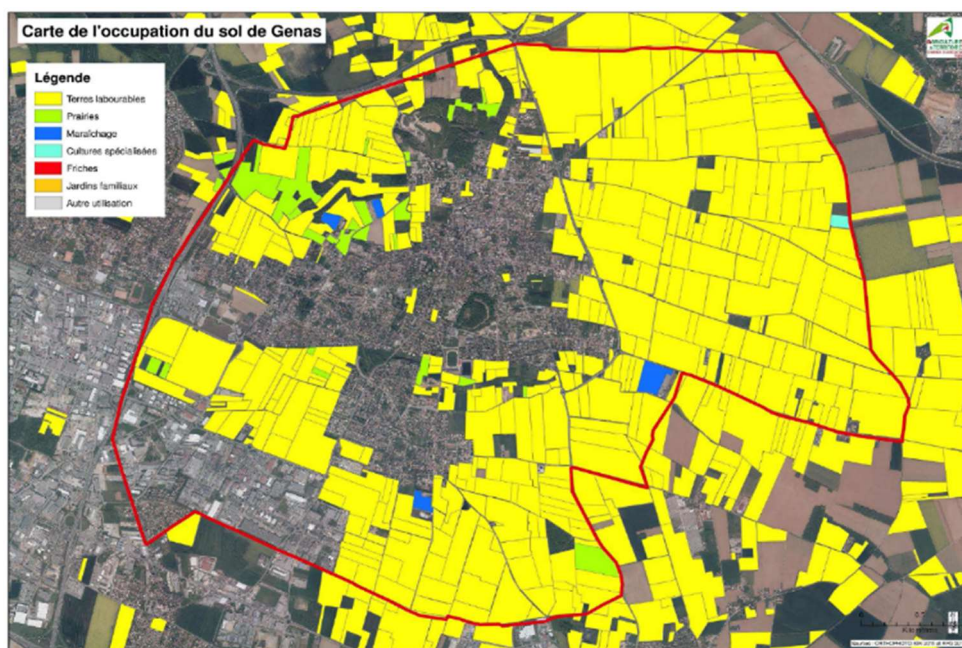 Carte de l'occupation du sol de Genas
Légende
Terres labourables
Prairies
Maraîchage
Cultures spécialisées
Friches
Jardins familiaux
Autre utilisation